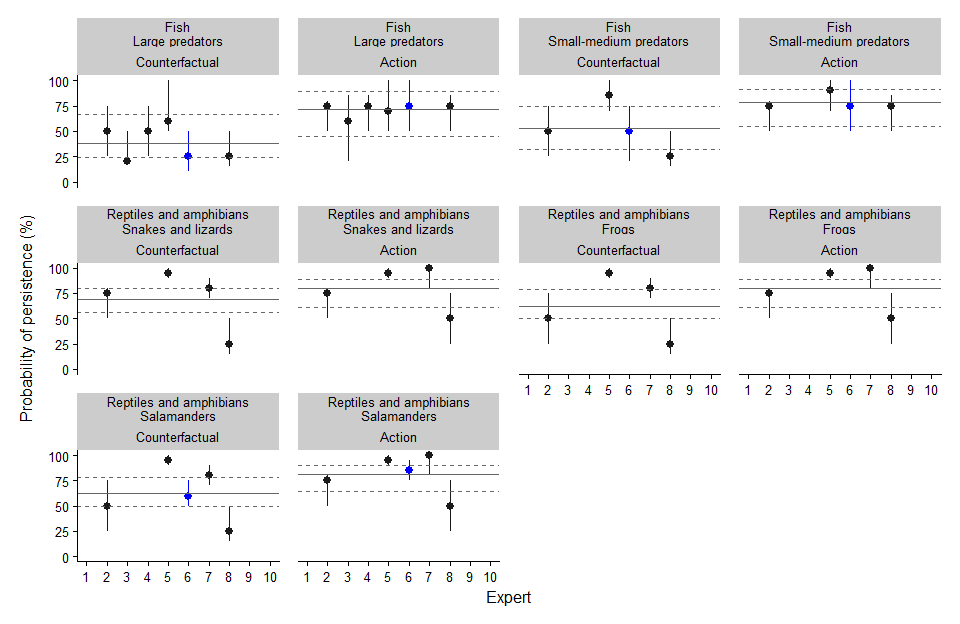 Fish
Large predators
Counterfactual
Fish
Large predators
Action
Fish
Small-medium predators
Counterfactual
Fish
Small-medium predators
Action
100
75
50
25
0
Reptiles and amphibians
Snakes and lizards
Counterfactual
Reptiles and amphibians
Snakes and lizards
Action
Reptiles and amphibians
Frogs
Counterfactual
Reptiles and amphibians
Frogs
Action
Probability of persistence (%)
100
75
50
25
0
1 2 3 4 5 6 7 8 9 10
1 2 3 4 5 6 7 8 9 10
Reptiles and amphibians
Salamanders
Counterfactual
Reptiles and amphibians
Salamanders
Action
100
75
50
25
0
1 2 3 4 5 6 7 8 9 10
1 2 3 4 5 6 7 8 9 10
Expert